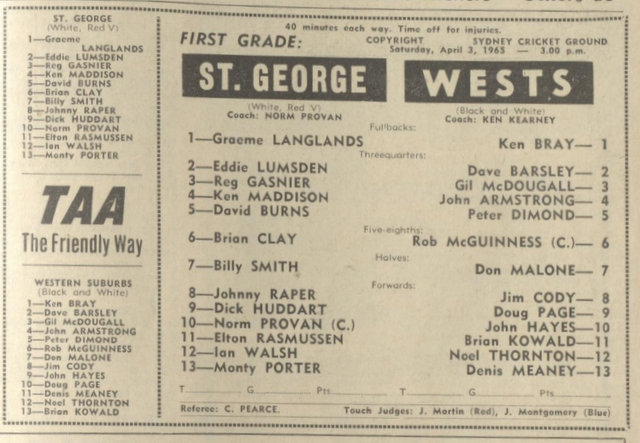 ST. GEORGE
(White, Red V)
1—Graeme
LANGLANDS
2—Eddie LUMSDEN
3—Reg GASNIER
4—Ken MADDISON
5—David BURNS
6—Brian CLAY
7—Billy SMITH
8—Johnny RAPER
9—Dick HUDDART
10—Norm PROVAN
11—Elton RASMUSSEN
12—Ian WALSH
13—Monty PORTER
TAA
The Friendly Way
WESTERN SUBURBS
(Black and White)
1—Ken BRAY
2—Dave BARSLEY
3—Gil McDOUGALL
4—John ARMSTRONG
5—Peter DIMOND
6—Rob McGUINNESS
7—Don MALONE
8—Jim CODY
9—John HAYES
10—Doug PAGE
11—Denis MEANEY
12—Noel THORNTON
13—Brian KOWALD
40 minutes each way. Time off for injuries.
FIRST GRADE: COPYRIGHT SYDNEY CRICKET GROUND
Saturday, April 3, 1965 — 3.00 p.m.
ST. GEORGE WESTS
(White, Red V) (Black and White)
Coach: NORM PROVAN Coach: KEN KEARNEY
Fullbacks:
1—Graeme LANGLANDS Ken BRAY — 1
Threequarters:
2—Eddie LUMSDEN Dave BARSLEY — 2
3—Reg GASNIER Gil McDOUGALL— 3
4—Ken MADDISON John ARMSTRONG — 4
5—David BURNS Peter DIMOND — 5
Five-eighths:
6—Brian CLAY Rob McGUINNESS (C.) — 6
Halves:
7—Billy SMITH Don MALONE— 7
Forwards:
8—Johnny RAPER Jim CODY — 8
9—Dick HUDDART Doug PAGE — 9
10—Norm PROVAN (C.) John HAYES—10
11—Elton RASMUSSEN Brian KOWALD —11
12—Ian WALSH Noel THORNTON—12
13—Monty PORTER Denis MEANEY—13
T G Pts T G Pts
Referee: C. PEARCE. Touch Judges: J. Mortin (Red), J. Montgomery (Blue)